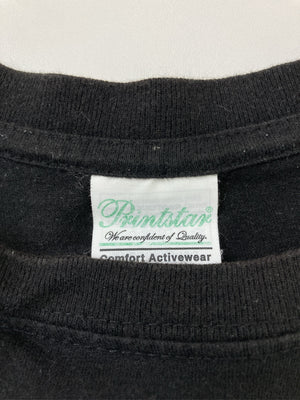 Printstar®
We are confident of Quality.
Comfort Activewear